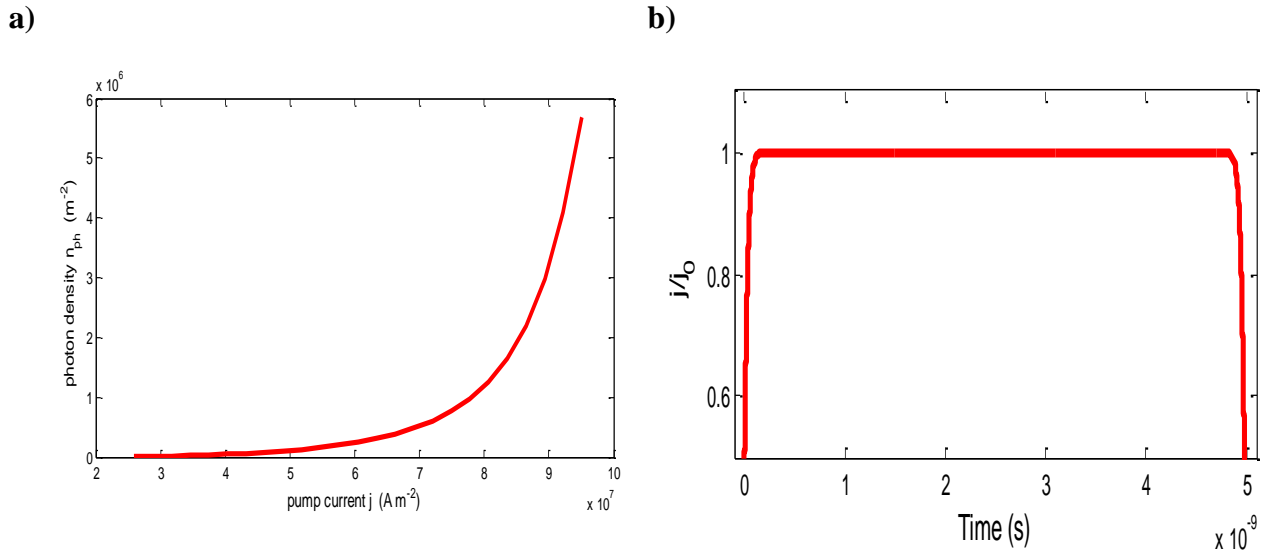 a)
x 10^6
6
5
4
3
2
1
0
photon density n_ph (m^-2)
2 3 4 5 6 7 8 9 10
pump current j (A m^-2)
x 10^7
b)
1
0.8
0.6
j/j_0
0 1 2 3 4 5
Time (s)
x 10^-9